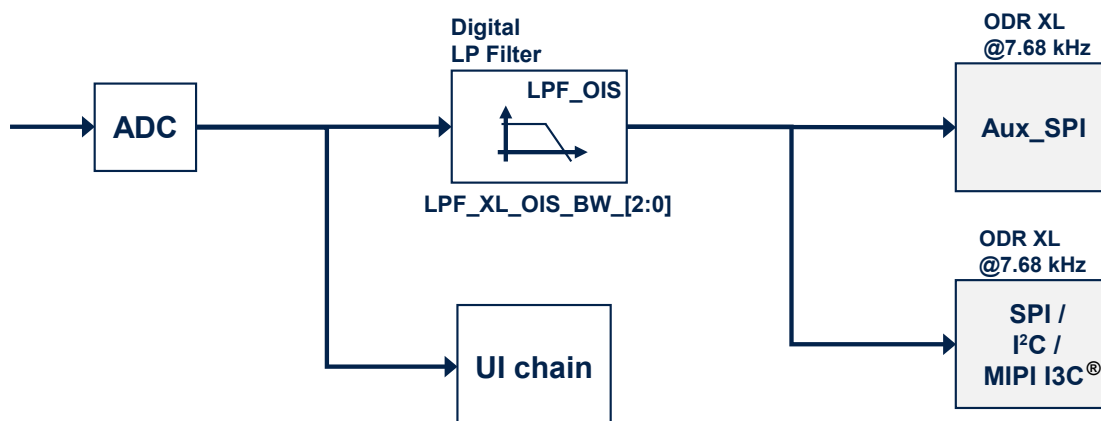 Digital
LP Filter
LPF_OIS
LPF_XL_OIS_BW_[2:0]
ADC
ODR XL
@7.68 kHz
Aux_SPI
UI chain
ODR XL
@7.68 kHz
SPI /
I²C /
MIPI I3C®